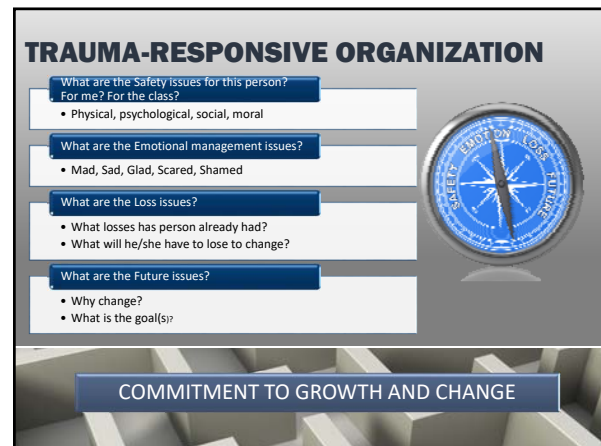 TRAUMA-RESPONSIVE ORGANIZATION
What are the Safety issues for this person?
For me? For the class?
• Physical, psychological, social, moral
What are the Emotional management issues?
• Mad, Sad, Glad, Scared, Shamed
What are the Loss issues?
• What losses has person already had?
• What will he/she have to lose to change?
What are the Future issues?
• Why change?
• What is the goal(s)?
SAFETY EMOTION LOSS FUTURE
COMMITMENT TO GROWTH AND CHANGE